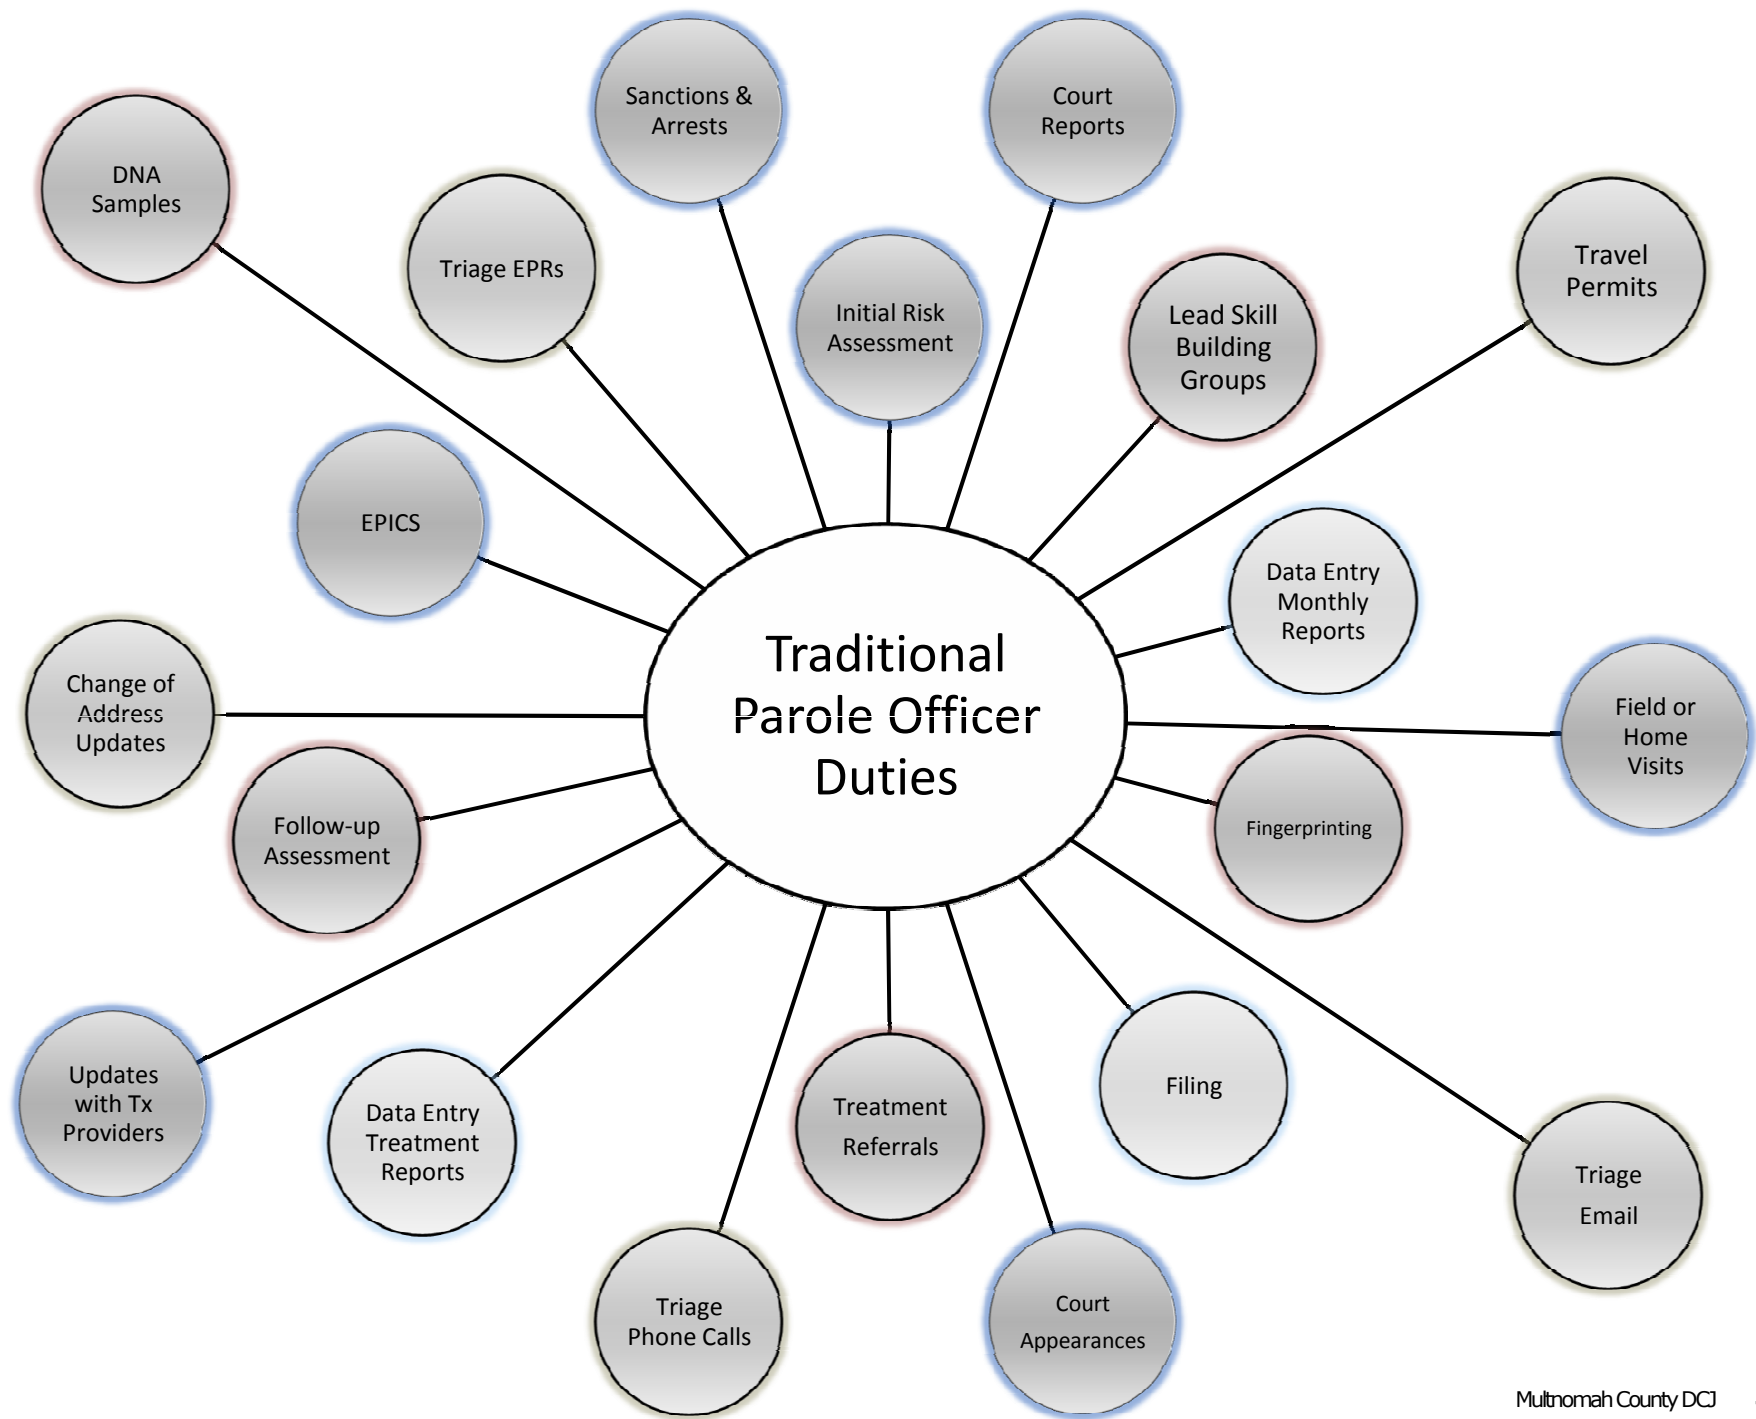 Sanctions &
Arrests
Court
Reports
DNA
Samples
Triage EPRs
Travel
Permits
Initial Risk
Assessment
Lead Skill
Building
Groups
EPICS
Data Entry
Monthly
Reports
Change of
Address
Updates
Traditional
Parole Officer
Duties
Field or
Home
Visits
Follow-up
Assessment
Fingerprinting
Updates
with Tx
Providers
Data Entry
Treatment
Reports
Treatment
Referrals
Filing
Triage
Email
Triage
Phone Calls
Court
Appearances
Multnomah County DCJ